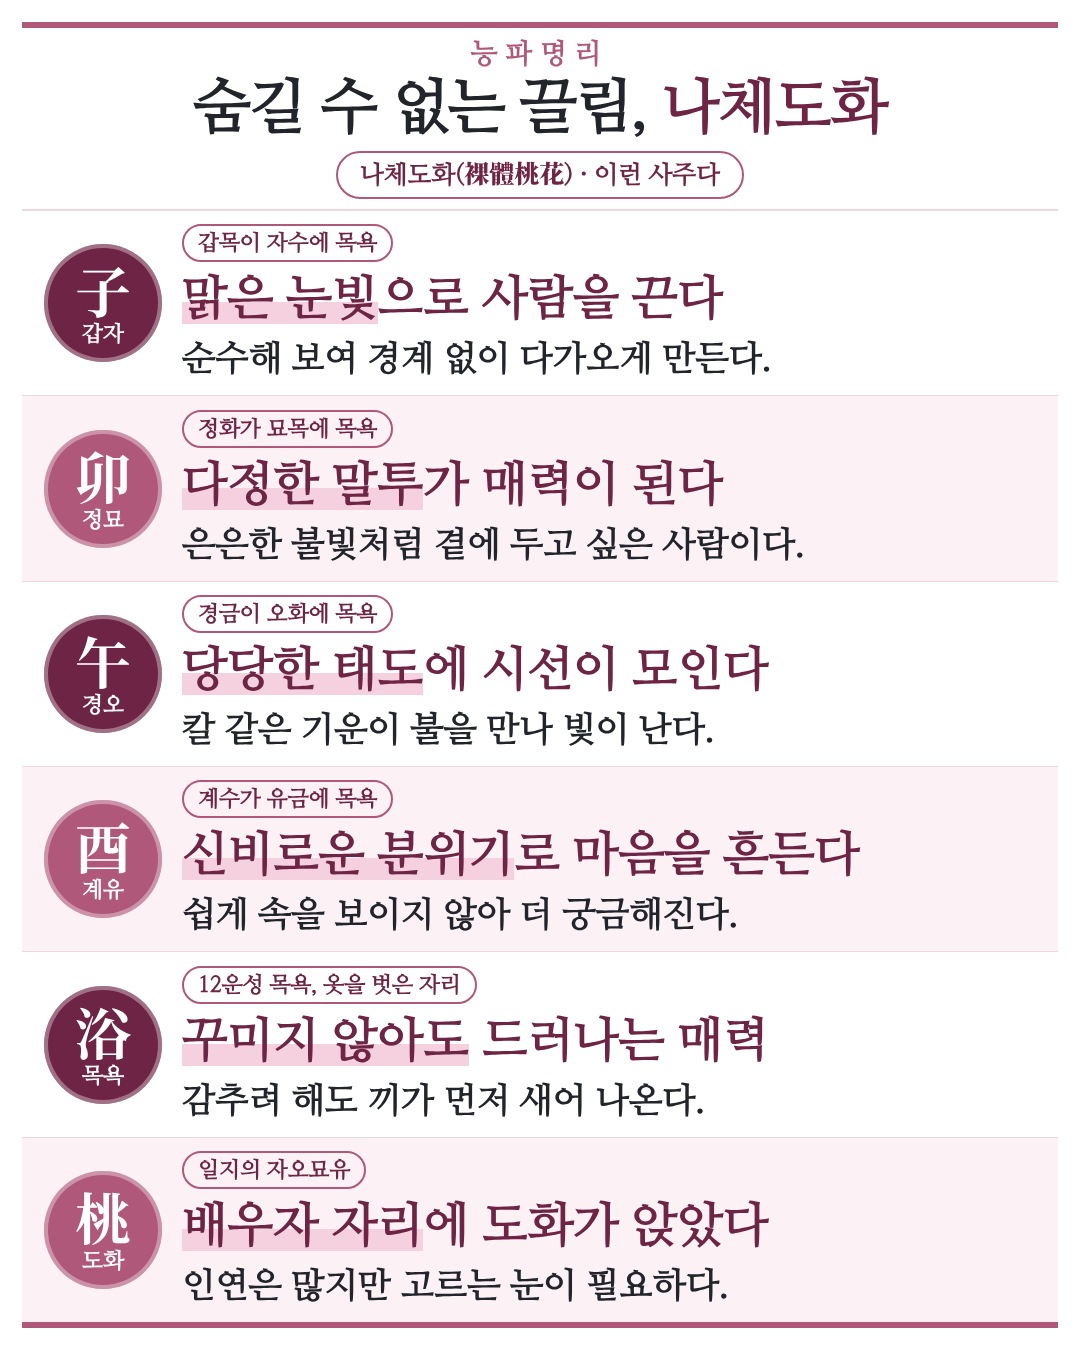 능파명리
숨길 수 없는 끌림, 나체도화
나체도화(裸體桃花) · 이런 사주다
子
갑자
갑목이 자수에 목욕
맑은 눈빛으로 사람을 끈다
순수해 보여 경계 없이 다가오게 만든다.
卯
정묘
정화가 묘목에 목욕
다정한 말투가 매력이 된다
은은한 불빛처럼 곁에 두고 싶은 사람이다.
午
경오
경금이 오화에 목욕
당당한 태도에 시선이 모인다
칼 같은 기운이 불을 만나 빛이 난다.
酉
계유
계수가 유금에 목욕
신비로운 분위기로 마음을 흔든다
쉽게 속을 보이지 않아 더 궁금해진다.
浴
목욕
12운성 목욕, 옷을 벗은 자리
꾸미지 않아도 드러나는 매력
감추려 해도 끼가 먼저 새어 나온다.
桃
도화
일지의 자오묘유
배우자 자리에 도화가 앉았다
인연은 많지만 고르는 눈이 필요하다.